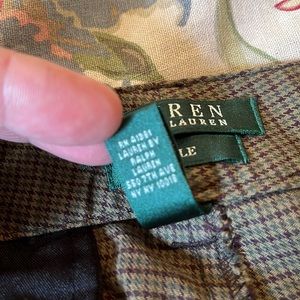 REN
LAUREN
LE
RN 41381
LAUREN BY
RALPH
LAUREN
550 7TH AVE
NY NY 10018